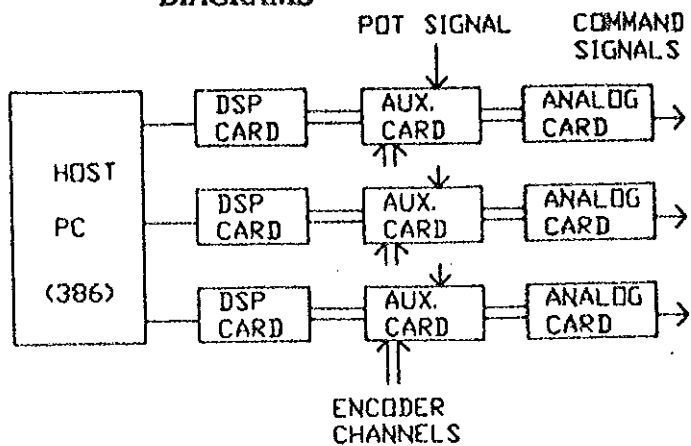 DIAGRAMS
POT SIGNAL
COMMAND
SIGNALS
HOST
PC
(386)
DSP
CARD
AUX.
CARD
ANALOG
CARD
DSP
CARD
AUX.
CARD
ANALOG
CARD
DSP
CARD
AUX.
CARD
ANALOG
CARD
ENCODER
CHANNELS